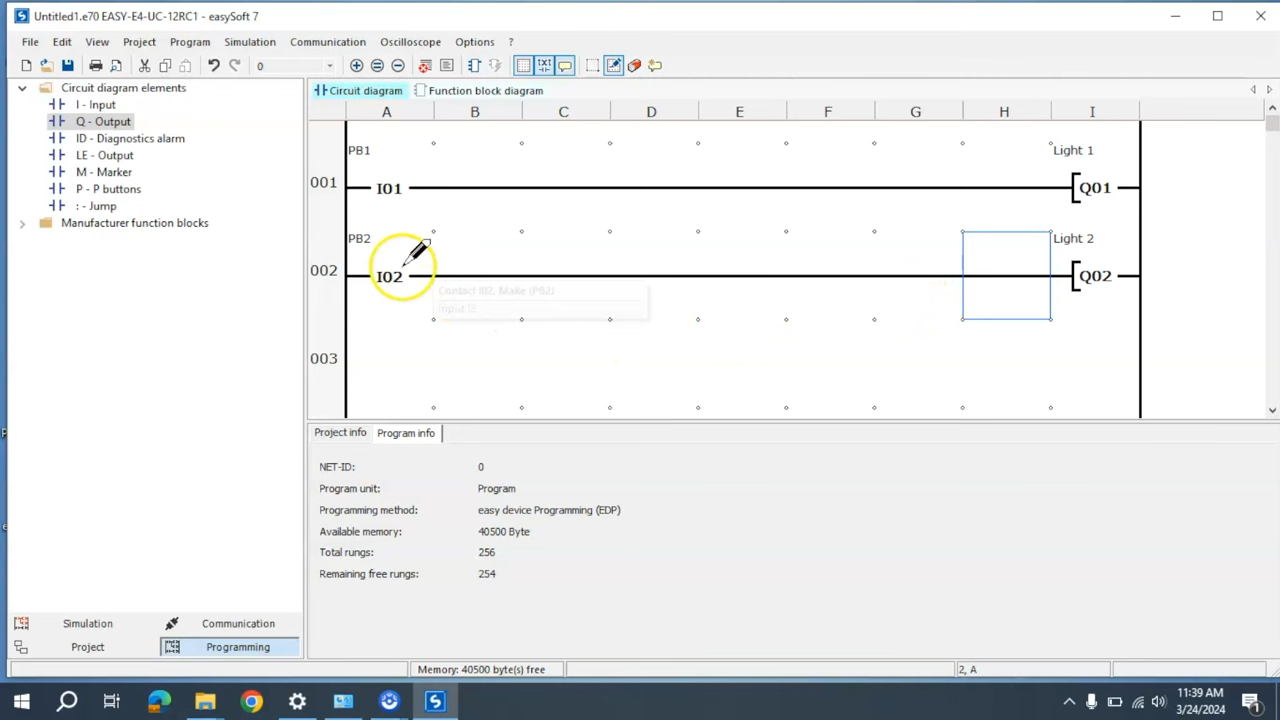 Untitled1.e70 EASY-E4-UC-12RC1 - easySoft 7
File Edit View Project Program Simulation Communication Oscilloscope Options ?
0
Circuit diagram elements
I - Input
Q - Output
ID - Diagnostics alarm
LE - Output
M - Marker
P - P buttons
: - Jump
Manufacturer function blocks
Circuit diagram Function block diagram
A B C D E F G H I
PB1 Light 1
001 I01 Q01
PB2 Light 2
002 I02 Q02
Contact I02, Make (PB2)
003
Project info Program info
NET-ID: 0
Program unit: Program
Programming method: easy device Programming (EDP)
Available memory: 40500 Byte
Total rungs: 256
Remaining free rungs: 254
Simulation Communication
Project Programming
Memory: 40500 byte(s) free 2, A
11:39 AM
3/24/2024